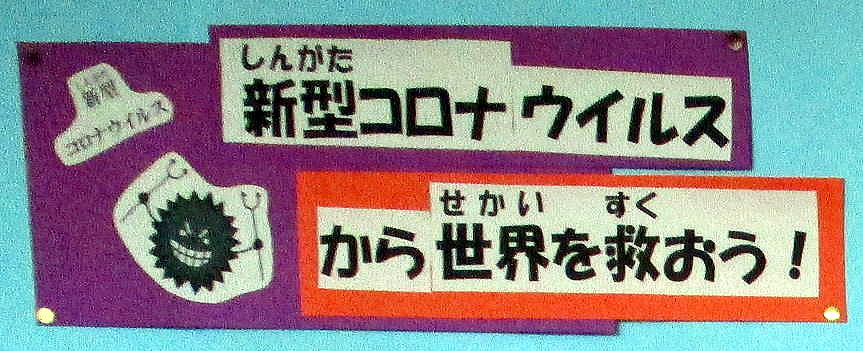 新型
コロナウイルス
しんがた
新型コロナウイルス
せかい すく
から世界を救おう！